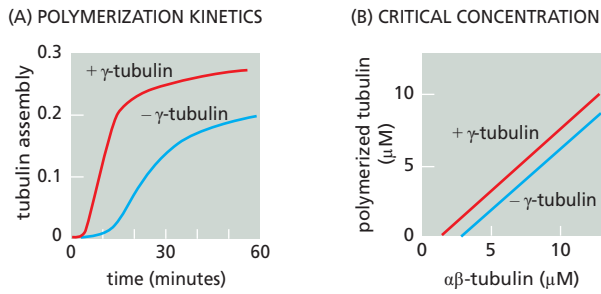 (A) POLYMERIZATION KINETICS
0.3
+ γ-tubulin
0.2
– γ-tubulin
tubulin assembly
0.1
0
0
30
60
time (minutes)
(B) CRITICAL CONCENTRATION
10
polymerized tubulin
(μM)
+ γ-tubulin
5
– γ-tubulin
0
5
10
αβ-tubulin (μM)